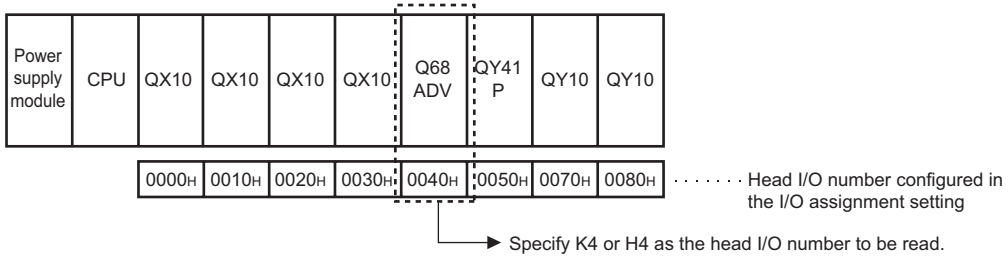 Power
supply
module
CPU
QX10
QX10
QX10
QX10
Q68
ADV
QY41
P
QY10
QY10
0000H
0010H
0020H
0030H
0040H
0050H
0070H
0080H
Head I/O number configured in
the I/O assignment setting
Specify K4 or H4 as the head I/O number to be read.